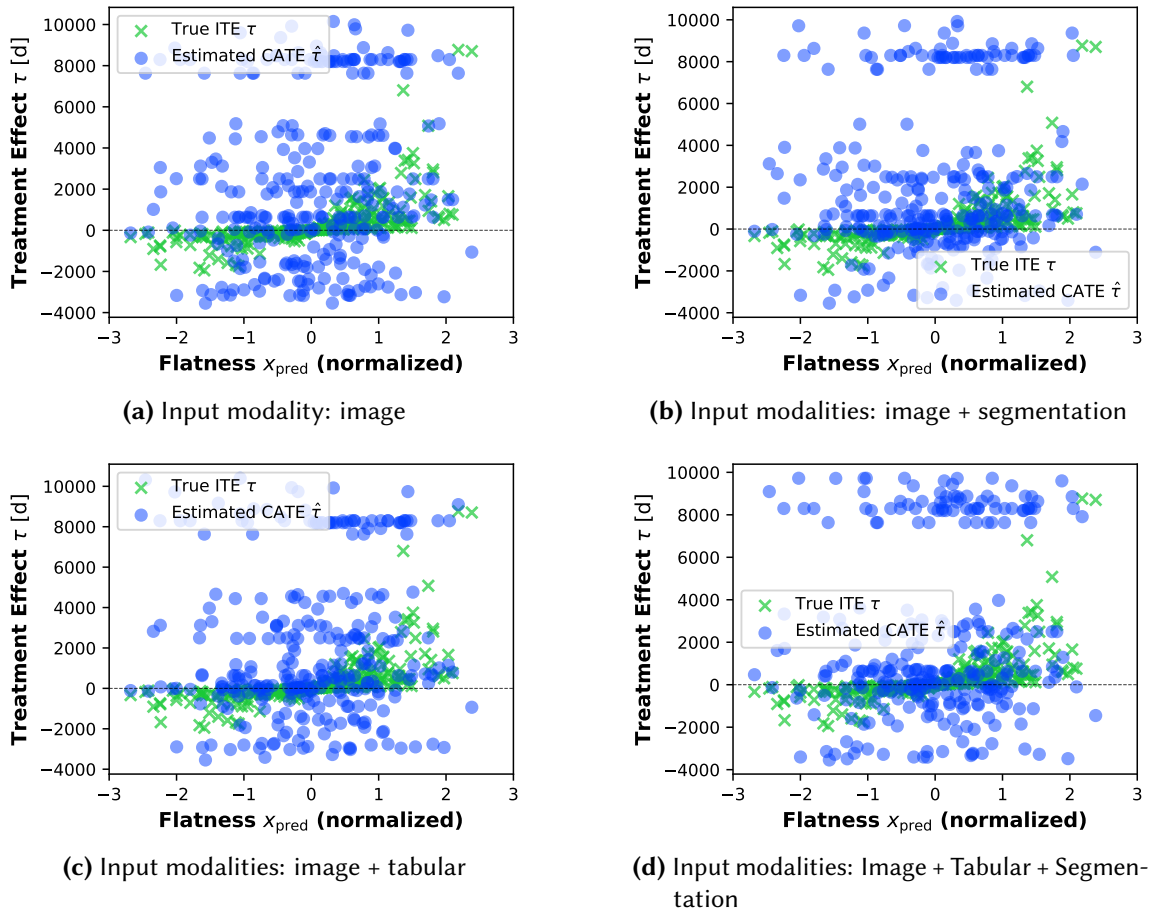 10000
8000
6000
4000
2000
0
−2000
−4000
Treatment Effect τ [d]
True ITE τ
Estimated CATE τ̂
−3 −2 −1 0 1 2 3
Flatness x_pred (normalized)
(a) Input modality: image
10000
8000
6000
4000
2000
0
−2000
−4000
Treatment Effect τ [d]
True ITE τ
Estimated CATE τ̂
−3 −2 −1 0 1 2 3
Flatness x_pred (normalized)
(b) Input modalities: image + segmentation
10000
8000
6000
4000
2000
0
−2000
−4000
Treatment Effect τ [d]
True ITE τ
Estimated CATE τ̂
−3 −2 −1 0 1 2 3
Flatness x_pred (normalized)
(c) Input modalities: image + tabular
10000
8000
6000
4000
2000
0
−2000
−4000
Treatment Effect τ [d]
True ITE τ
Estimated CATE τ̂
−3 −2 −1 0 1 2 3
Flatness x_pred (normalized)
(d) Input modalities: Image + Tabular + Segmen-
tation